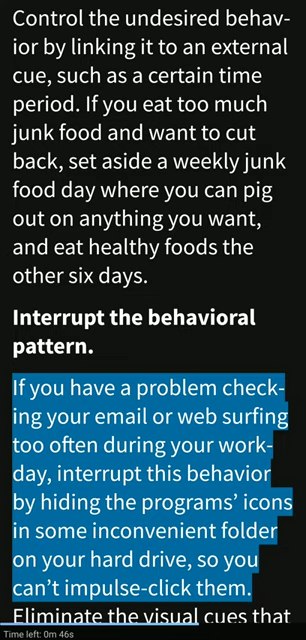 Control the undesired behav-
ior by linking it to an external
cue, such as a certain time
period. If you eat too much
junk food and want to cut
back, set aside a weekly junk
food day where you can pig
out on anything you want,
and eat healthy foods the
other six days.
Interrupt the behavioral
pattern.
If you have a problem check-
ing your email or web surfing
too often during your work-
day, interrupt this behavior
by hiding the programs’ icons
in some inconvenient folder
on your hard drive, so you
can’t impulse-click them.
Eliminate the visual cues that
Time left: 0m 46s